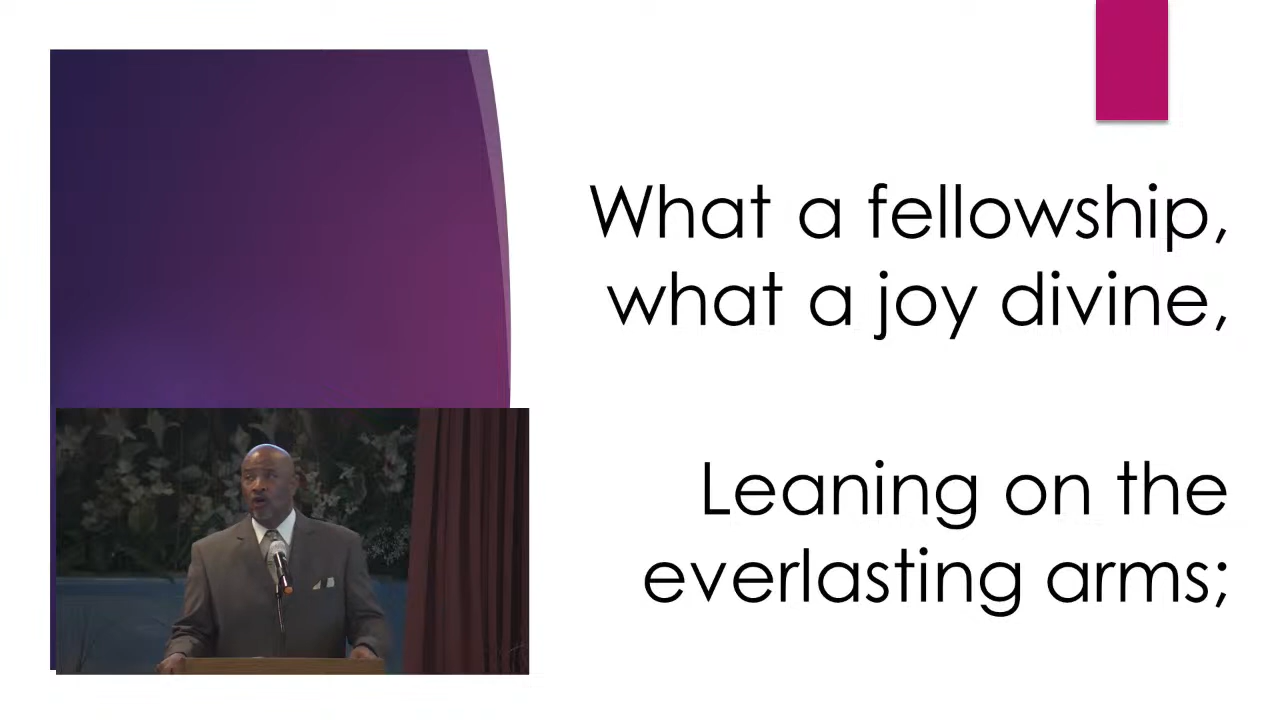 What a fellowship,
what a joy divine,
Leaning on the
everlasting arms;